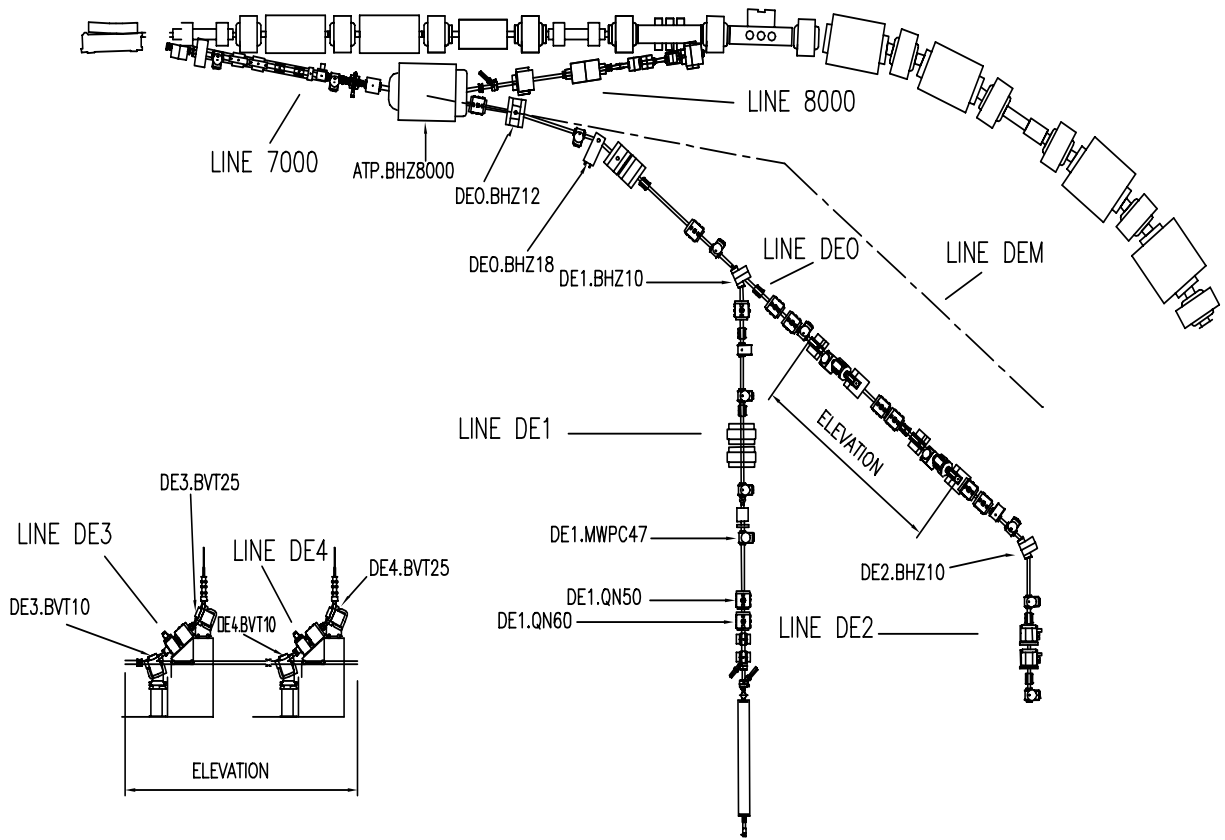 LINE 8000
LINE 7000
ATP.BHZ8000
DE0.BHZ12
DE0.BHZ18
DE1.BHZ10
LINE DE0
LINE DEM
LINE DE1
ELEVATION
DE3.BVT25
LINE DE3
LINE DE4
DE4.BVT25
DE3.BVT10
DE4.BVT10
DE1.MWPC47
DE2.BHZ10
DE1.QN50
DE1.QN60
LINE DE2
ELEVATION